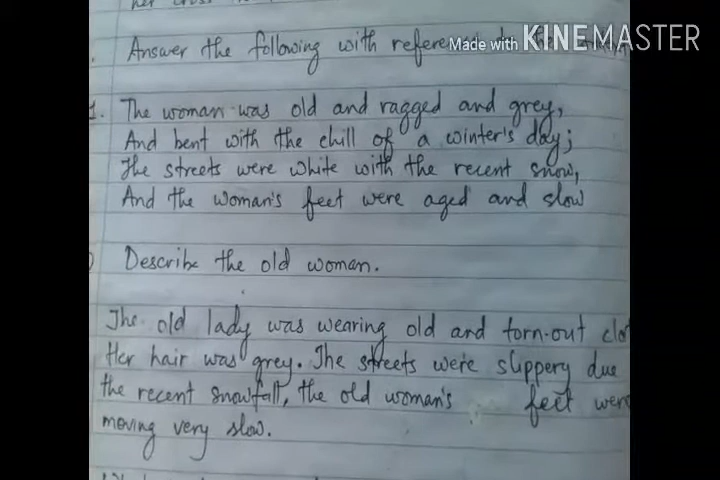 her cross
Answer the following with
Made with KINEMASTER
1. The woman was old and ragged and grey,
And bent with the chill of a winter's day;
The streets were white with the recent snow,
And the woman's feet were aged and slow
Describe the old woman.
The old lady was wearing old and torn-out
Her hair was grey. The streets were slippery due
the recent snowfall, the old woman's feet
moving very slow.